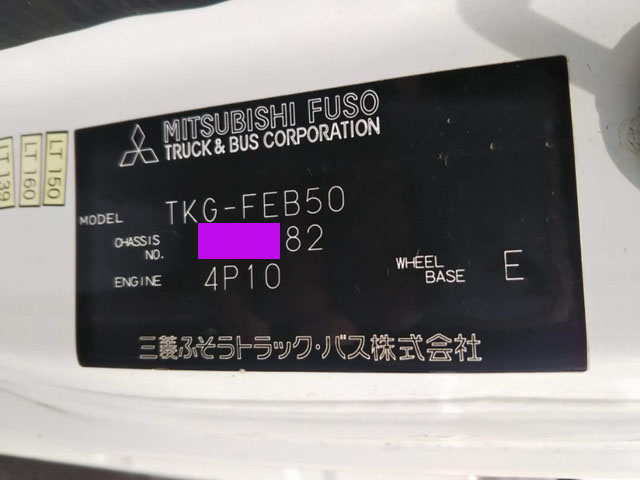 MITSUBISHI FUSO
TRUCK & BUS CORPORATION
LT 139
LT 160
LT 150
MODEL TKG-FEB50
CHASSIS NO. 82
ENGINE 4P10
WHEEL BASE E
三菱ふそうトラック・バス株式会社